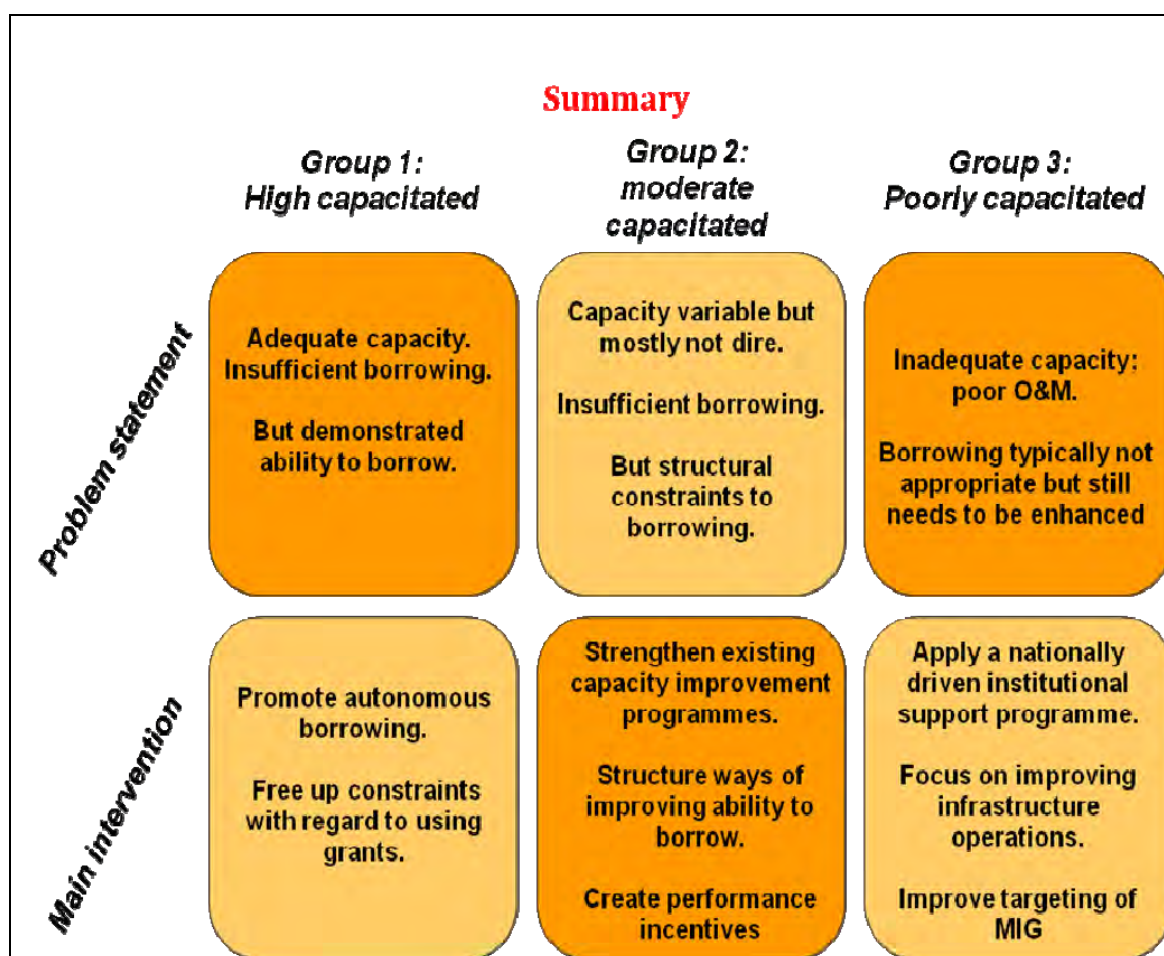 Summary
Group 1:
High capacitated
Group 2:
moderate
capacitated
Group 3:
Poorly capacitated
Problem statement
Adequate capacity.
Insufficient borrowing.
But demonstrated
ability to borrow.
Capacity variable but
mostly not dire.
Insufficient borrowing.
But structural
constraints to
borrowing.
Inadequate capacity:
poor O&M.
Borrowing typically not
appropriate but still
needs to be enhanced
Main intervention
Promote autonomous
borrowing.
Free up constraints
with regard to using
grants.
Strengthen existing
capacity improvement
programmes.
Structure ways of
improving ability to
borrow.
Create performance
incentives
Apply a nationally
driven institutional
support programme.
Focus on improving
infrastructure
operations.
Improve targeting of
MIG